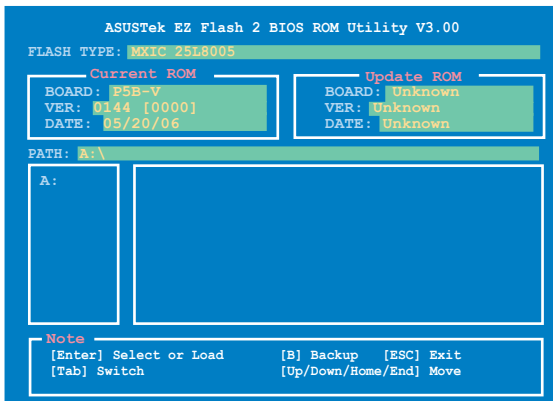 ASUSTek EZ Flash 2 BIOS ROM Utility V3.00
FLASH TYPE: MXIC 25L8005
Current ROM
BOARD: P5B-V
VER: 0144 [0000]
DATE: 05/20/06
Update ROM
BOARD: Unknown
VER: Unknown
DATE: Unknown
PATH: A:\
A:
Note
[Enter] Select or Load [B] Backup [ESC] Exit
[Tab] Switch [Up/Down/Home/End] Move